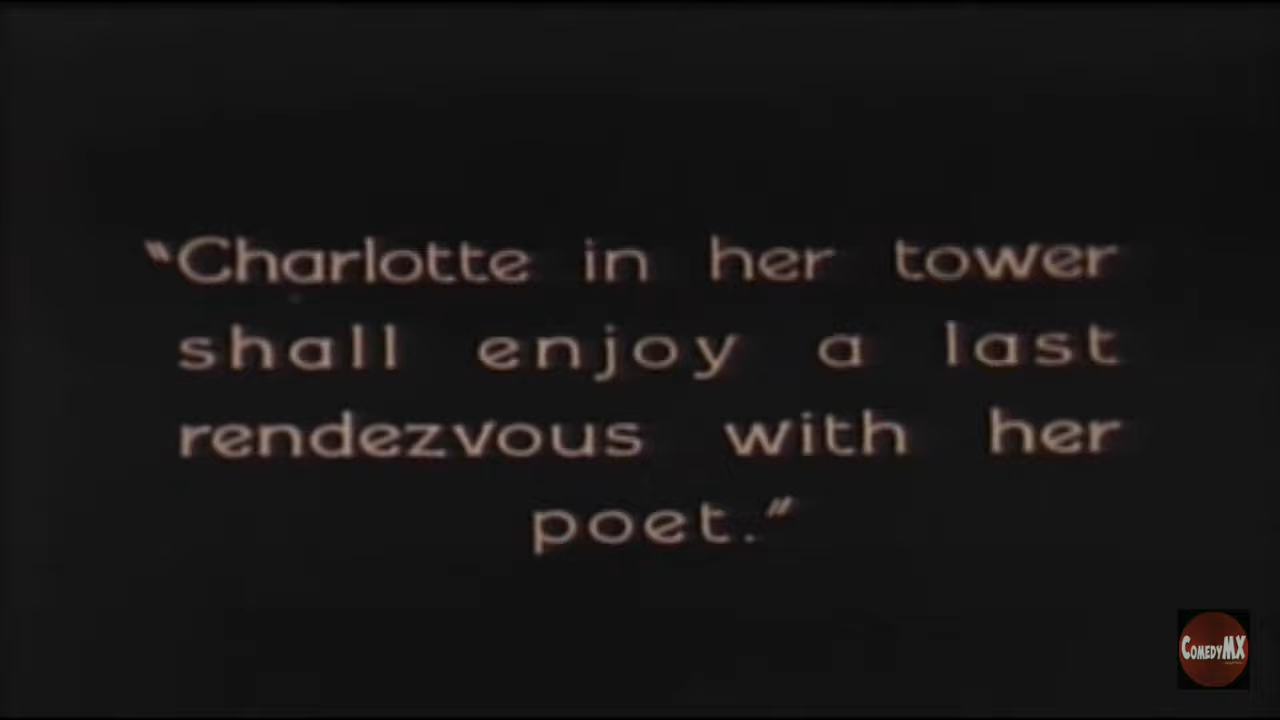 “Charlotte in her tower
shall enjoy a last
rendezvous with her
poet.”
COMEDYMX